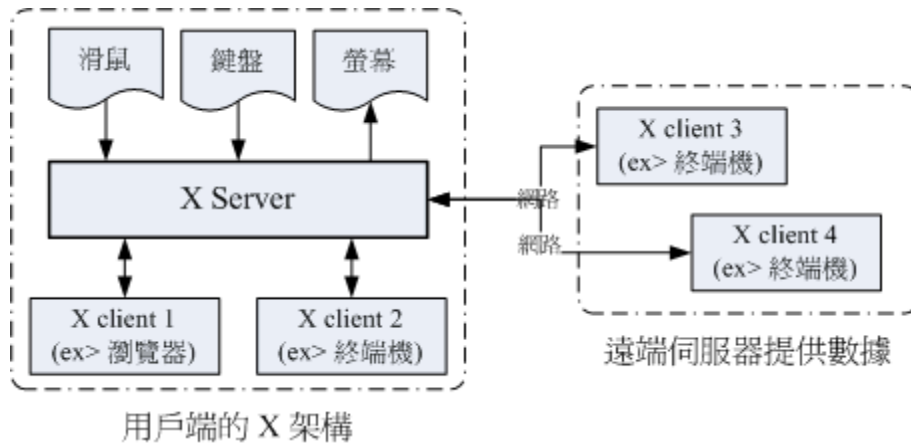 滑鼠
鍵盤
螢幕
X Server
X client 1
(ex> 瀏覽器)
X client 2
(ex> 終端機)
用戶端的 X 架構
網路
網路
X client 3
(ex> 終端機)
X client 4
(ex> 終端機)
遠端伺服器提供數據